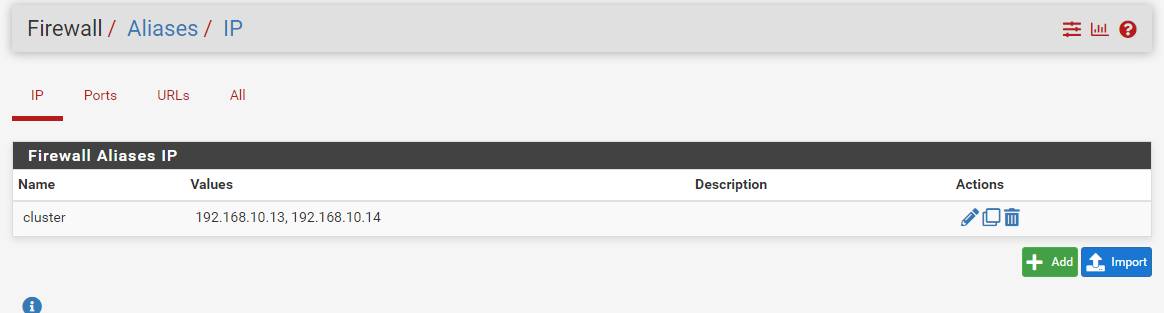 Firewall / Aliases / IP
IP Ports URLs All
Firewall Aliases IP
Name Values Description Actions
cluster 192.168.10.13, 192.168.10.14
Add Import